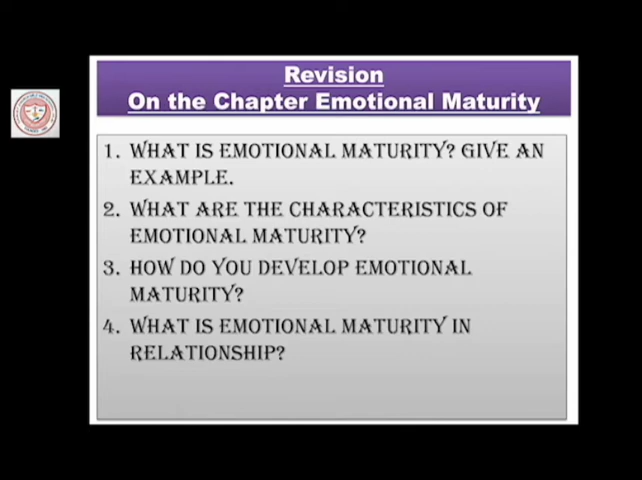 Revision
On the Chapter Emotional Maturity
1. WHAT IS EMOTIONAL MATURITY? GIVE AN
EXAMPLE.
2. WHAT ARE THE CHARACTERISTICS OF
EMOTIONAL MATURITY?
3. HOW DO YOU DEVELOP EMOTIONAL
MATURITY?
4. WHAT IS EMOTIONAL MATURITY IN
RELATIONSHIP?